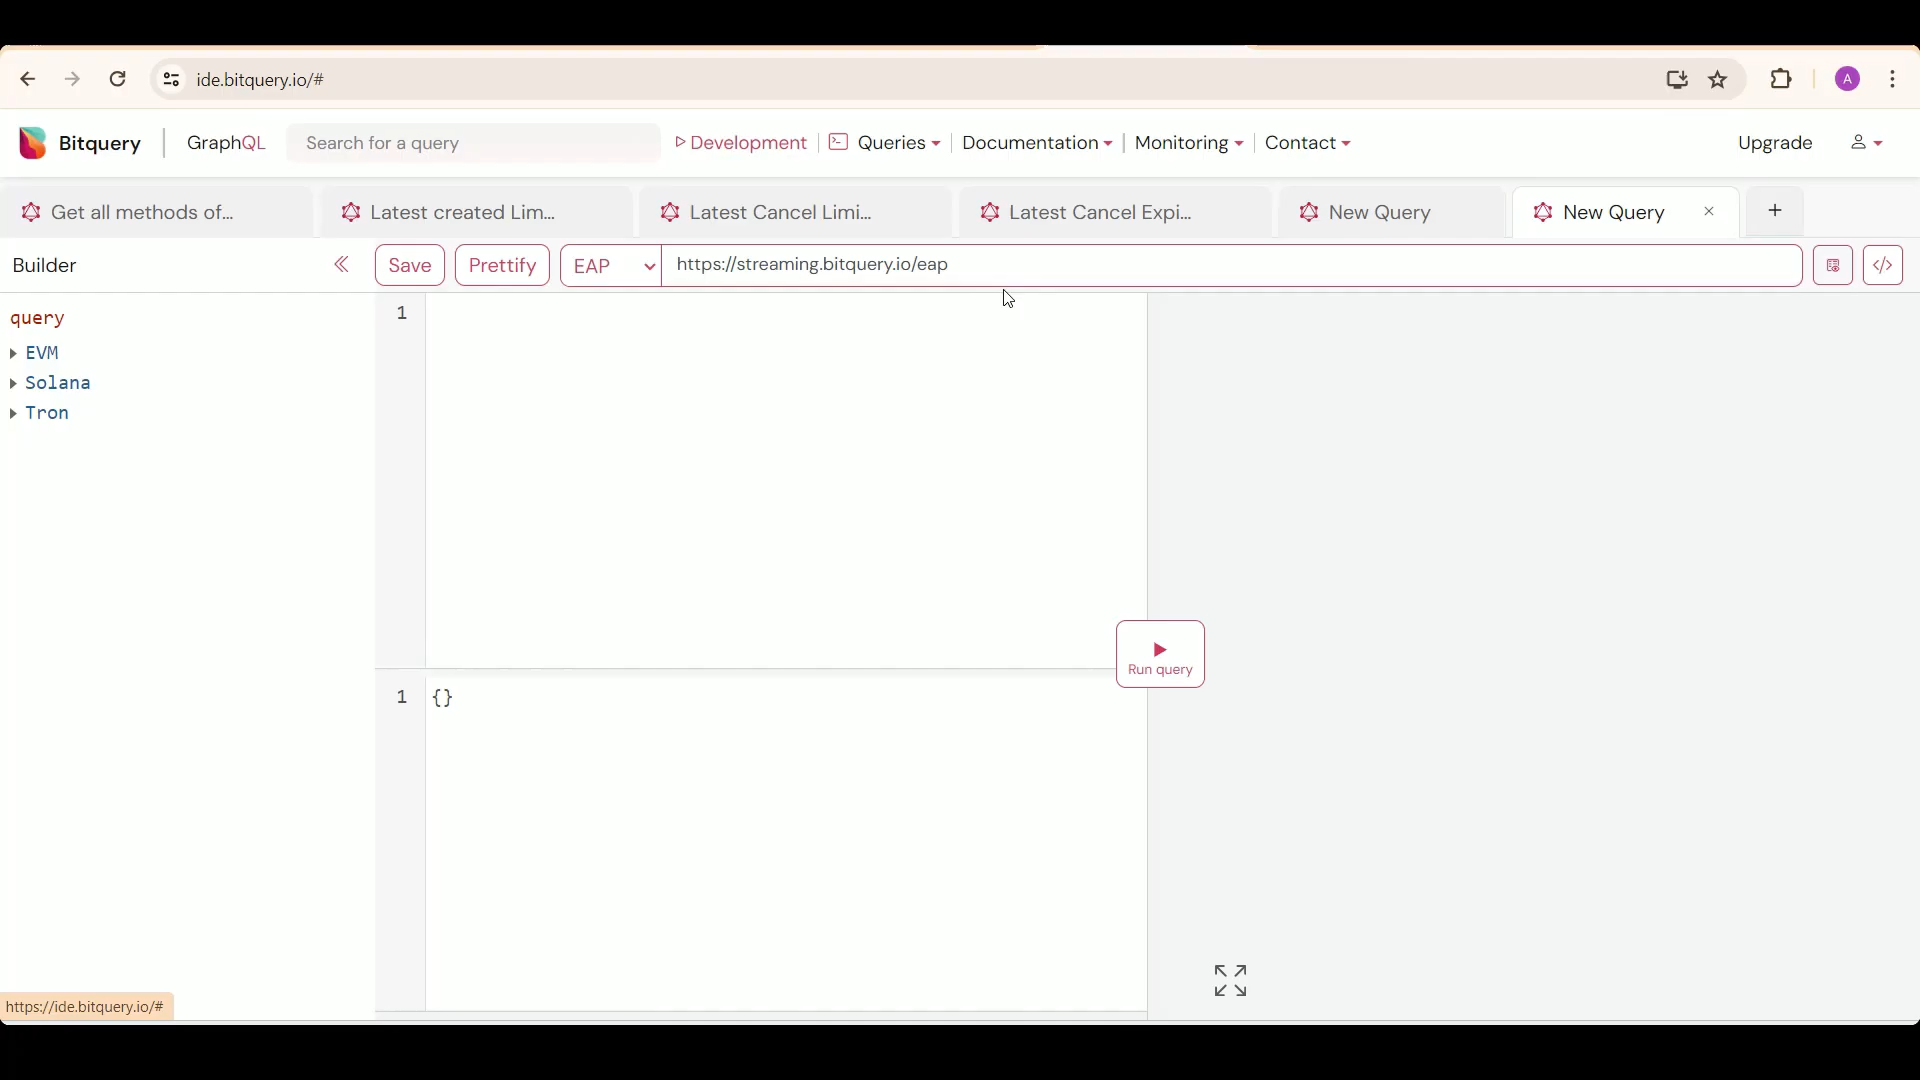 ide.bitquery.io/#
A
Bitquery
GraphQL
Search for a query
Development
Queries
Documentation
Monitoring
Contact
Upgrade
Get all methods of...
Latest created Lim...
Latest Cancel Limi...
Latest Cancel Expi...
New Query
New Query
Builder
Save
Prettify
EAP
https://streaming.bitquery.io/eap
query
EVM
Solana
Tron
1
Run query
1
{}
https://ide.bitquery.io/#